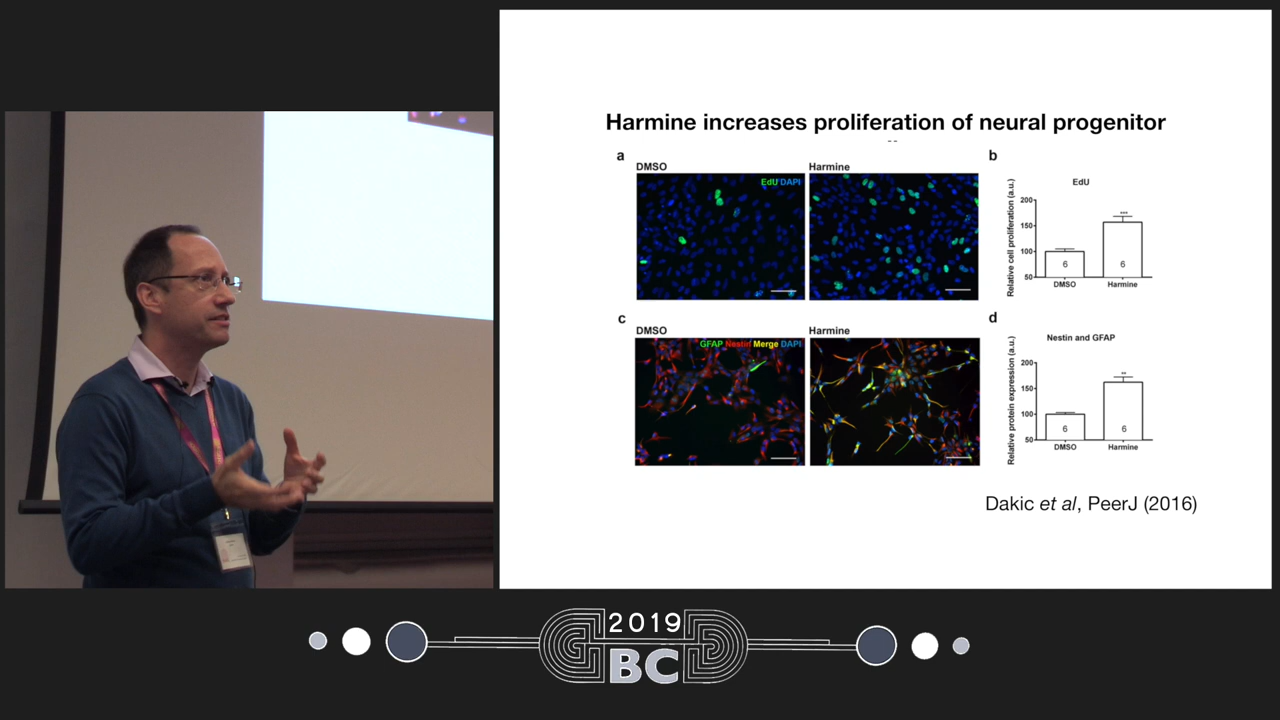 Harmine increases proliferation of neural progenitor
a
DMSO
Harmine
EdU DAPI
b
EdU
Relative cell proliferation (a.u.)
200
150
100
50
***
6
6
DMSO
Harmine
c
DMSO
Harmine
GFAP Nestin Merge DAPI
d
Nestin and GFAP
Relative protein expression (a.u.)
200
150
100
50
**
6
6
DMSO
Harmine
Dakic et al, PeerJ (2016)
2019
BC